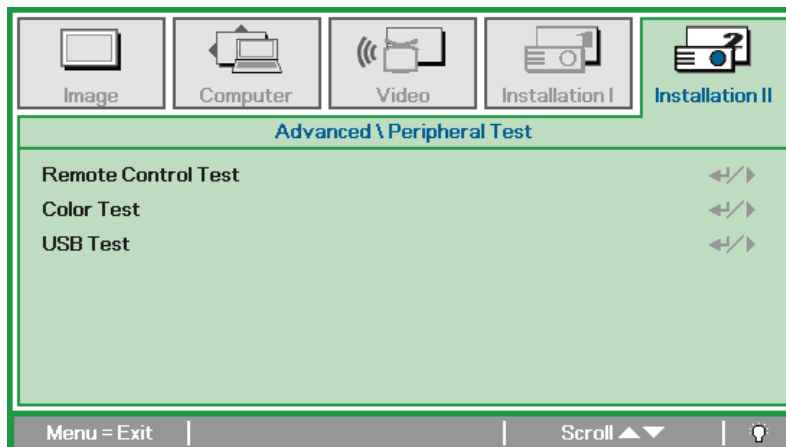 Image Computer Video Installation I Installation II
Advanced \ Peripheral Test
Remote Control Test
Color Test
USB Test
Menu = Exit Scroll ▲▼